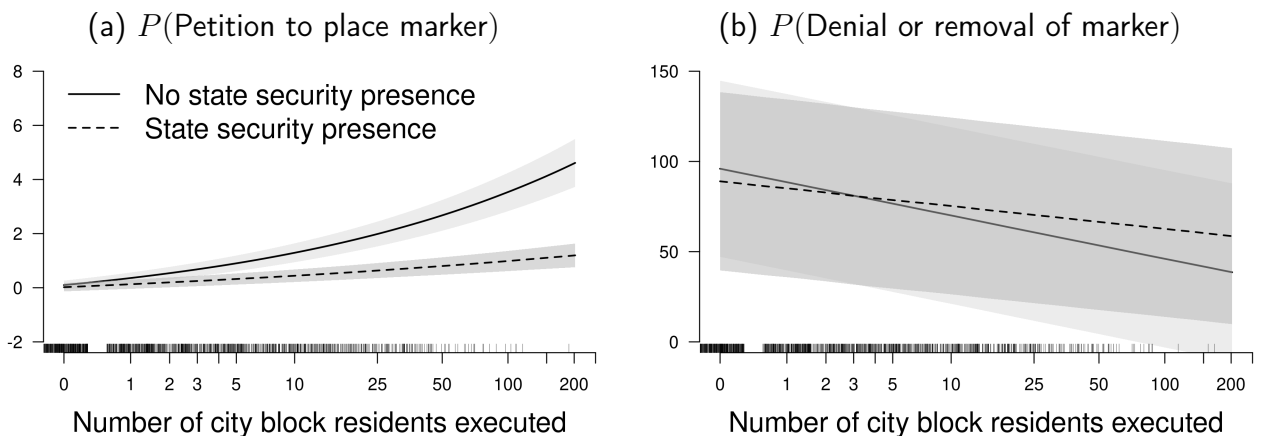 (a) P(Petition to place marker)
8
6
4
2
0
-2
No state security presence
State security presence
0 1 2 3 5 10 25 50 100 200
Number of city block residents executed
(b) P(Denial or removal of marker)
150
100
50
0
0 1 2 3 5 10 25 50 100 200
Number of city block residents executed